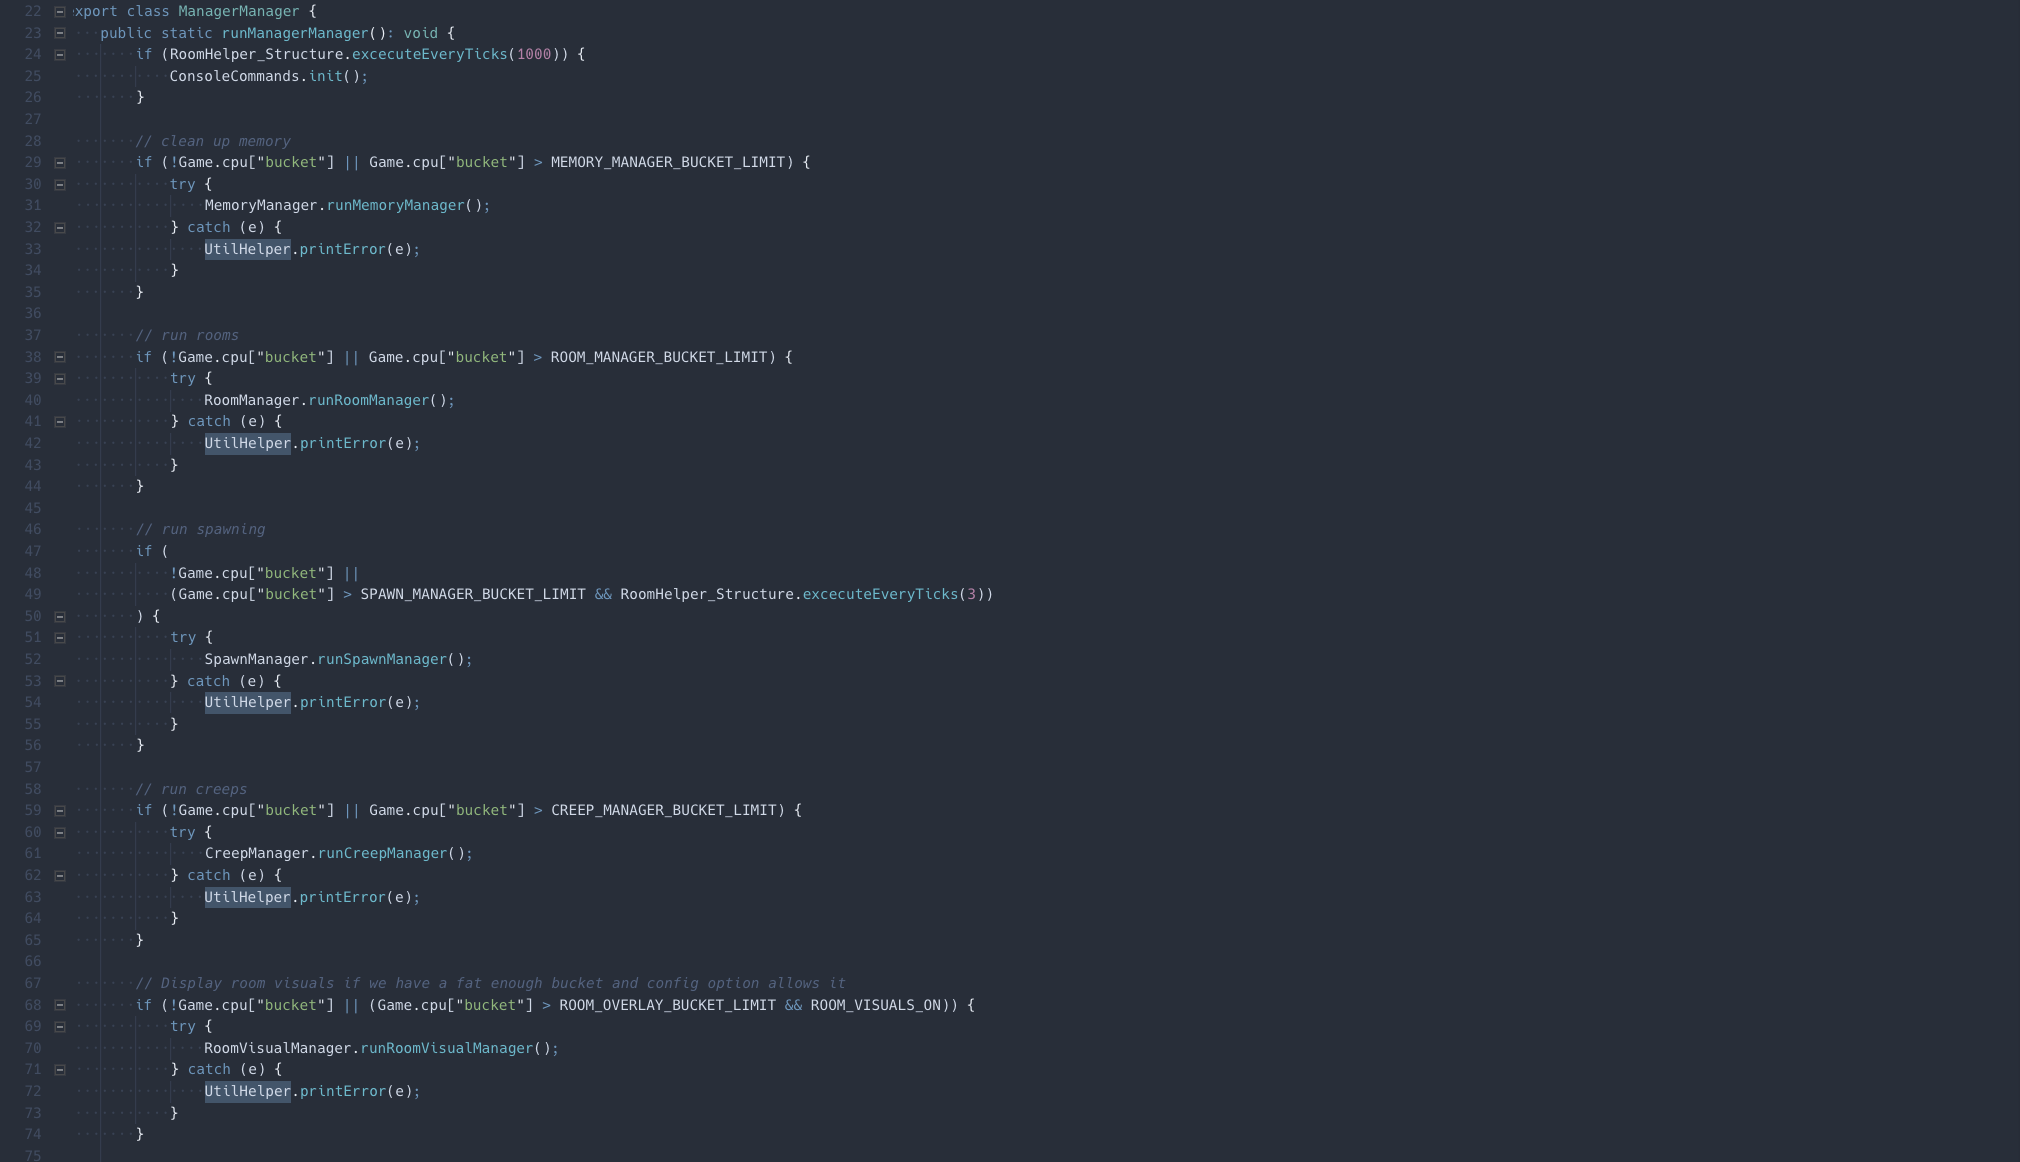 22 export class ManagerManager {
23 public static runManagerManager(): void {
24 if (RoomHelper_Structure.excecuteEveryTicks(1000)) {
25 ConsoleCommands.init();
26 }
27
28 // clean up memory
29 if (!Game.cpu["bucket"] || Game.cpu["bucket"] > MEMORY_MANAGER_BUCKET_LIMIT) {
30 try {
31 MemoryManager.runMemoryManager();
32 } catch (e) {
33 UtilHelper.printError(e);
34 }
35 }
36
37 // run rooms
38 if (!Game.cpu["bucket"] || Game.cpu["bucket"] > ROOM_MANAGER_BUCKET_LIMIT) {
39 try {
40 RoomManager.runRoomManager();
41 } catch (e) {
42 UtilHelper.printError(e);
43 }
44 }
45
46 // run spawning
47 if (
48 !Game.cpu["bucket"] ||
49 (Game.cpu["bucket"] > SPAWN_MANAGER_BUCKET_LIMIT && RoomHelper_Structure.excecuteEveryTicks(3))
50 ) {
51 try {
52 SpawnManager.runSpawnManager();
53 } catch (e) {
54 UtilHelper.printError(e);
55 }
56 }
57
58 // run creeps
59 if (!Game.cpu["bucket"] || Game.cpu["bucket"] > CREEP_MANAGER_BUCKET_LIMIT) {
60 try {
61 CreepManager.runCreepManager();
62 } catch (e) {
63 UtilHelper.printError(e);
64 }
65 }
66
67 // Display room visuals if we have a fat enough bucket and config option allows it
68 if (!Game.cpu["bucket"] || (Game.cpu["bucket"] > ROOM_OVERLAY_BUCKET_LIMIT && ROOM_VISUALS_ON)) {
69 try {
70 RoomVisualManager.runRoomVisualManager();
71 } catch (e) {
72 UtilHelper.printError(e);
73 }
74 }
75